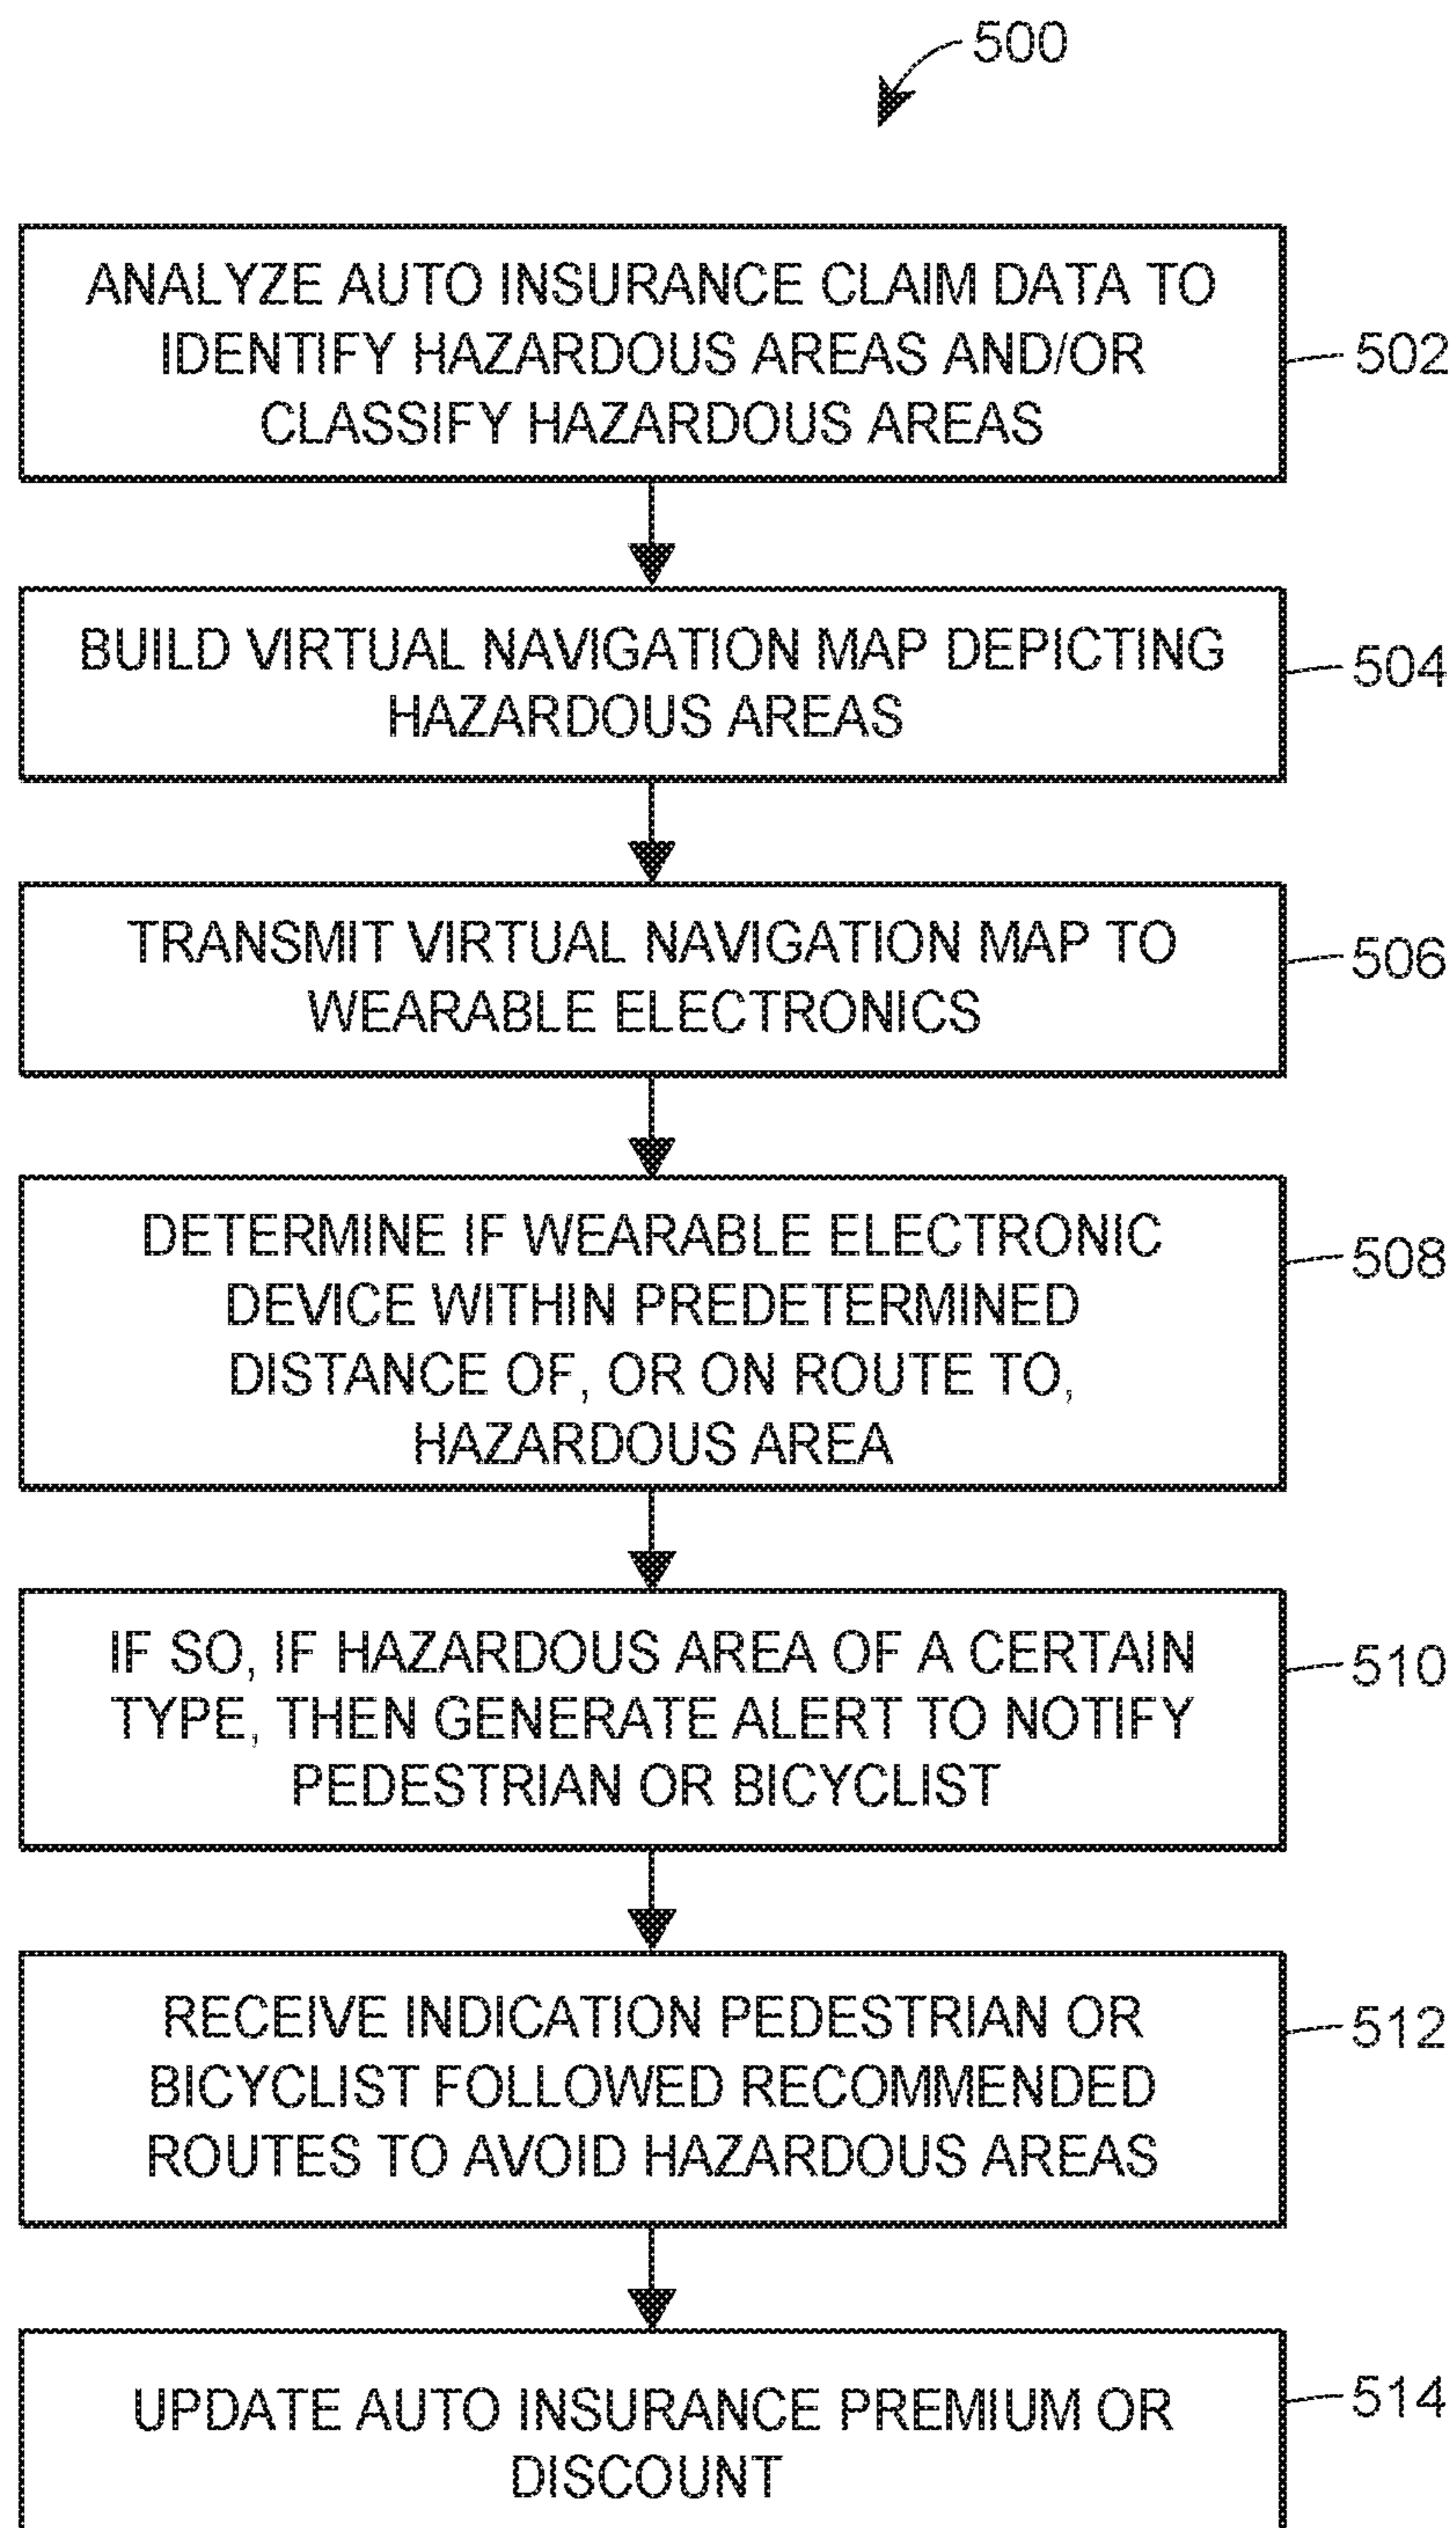 500
ANALYZE AUTO INSURANCE CLAIM DATA TO
IDENTIFY HAZARDOUS AREAS AND/OR
CLASSIFY HAZARDOUS AREAS
502
BUILD VIRTUAL NAVIGATION MAP DEPICTING
HAZARDOUS AREAS
504
TRANSMIT VIRTUAL NAVIGATION MAP TO
WEARABLE ELECTRONICS
506
DETERMINE IF WEARABLE ELECTRONIC
DEVICE WITHIN PREDETERMINED
DISTANCE OF, OR ON ROUTE TO,
HAZARDOUS AREA
508
IF SO, IF HAZARDOUS AREA OF A CERTAIN
TYPE, THEN GENERATE ALERT TO NOTIFY
PEDESTRIAN OR BICYCLIST
510
RECEIVE INDICATION PEDESTRIAN OR
BICYCLIST FOLLOWED RECOMMENDED
ROUTES TO AVOID HAZARDOUS AREAS
512
UPDATE AUTO INSURANCE PREMIUM OR
DISCOUNT
514